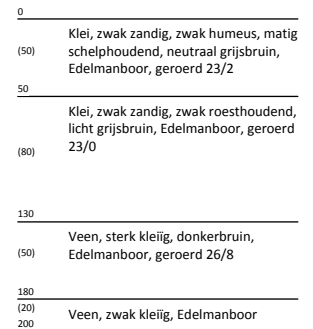 0
Klei, zwak zandig, zwak humeus, matig
(50) schelphoudend, neutraal grijsbruin,
Edelmanboor, geroerd 23/2
50
Klei, zwak zandig, zwak roesthoudend,
licht grijsbruin, Edelmanboor, geroerd
(80) 23/0
130
Veen, sterk kleiïg, donkerbruin,
(50) Edelmanboor, geroerd 26/8
180
(20) Veen, zwak kleiïg, Edelmanboor
200